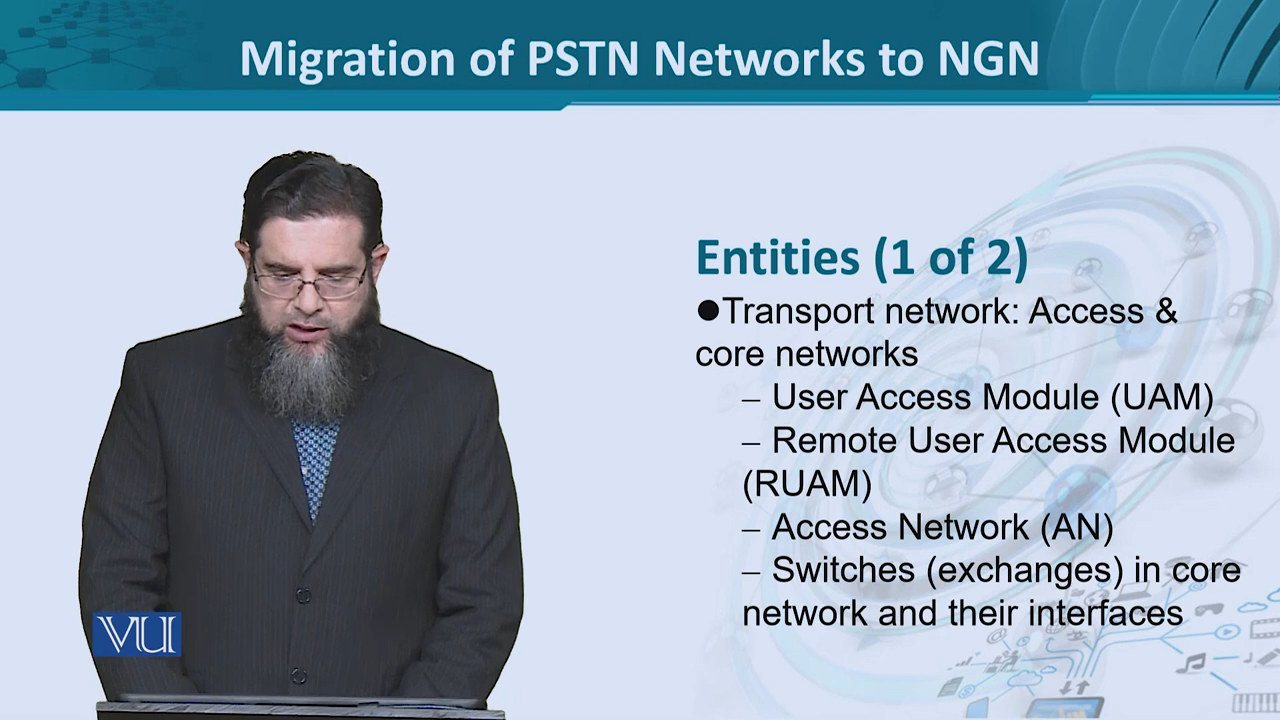 Migration of PSTN Networks to NGN
Entities (1 of 2)
●Transport network: Access &
core networks
– User Access Module (UAM)
– Remote User Access Module
(RUAM)
– Access Network (AN)
– Switches (exchanges) in core
network and their interfaces
VU